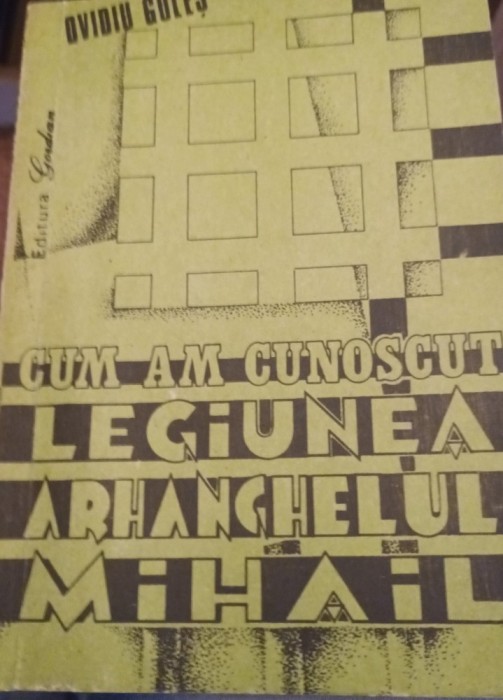 OVIDIU GULEȘ
Editura Gordian
CUM AM CUNOSCUT
LEGiUNEA
ARHANGHELUL
MiHAiL